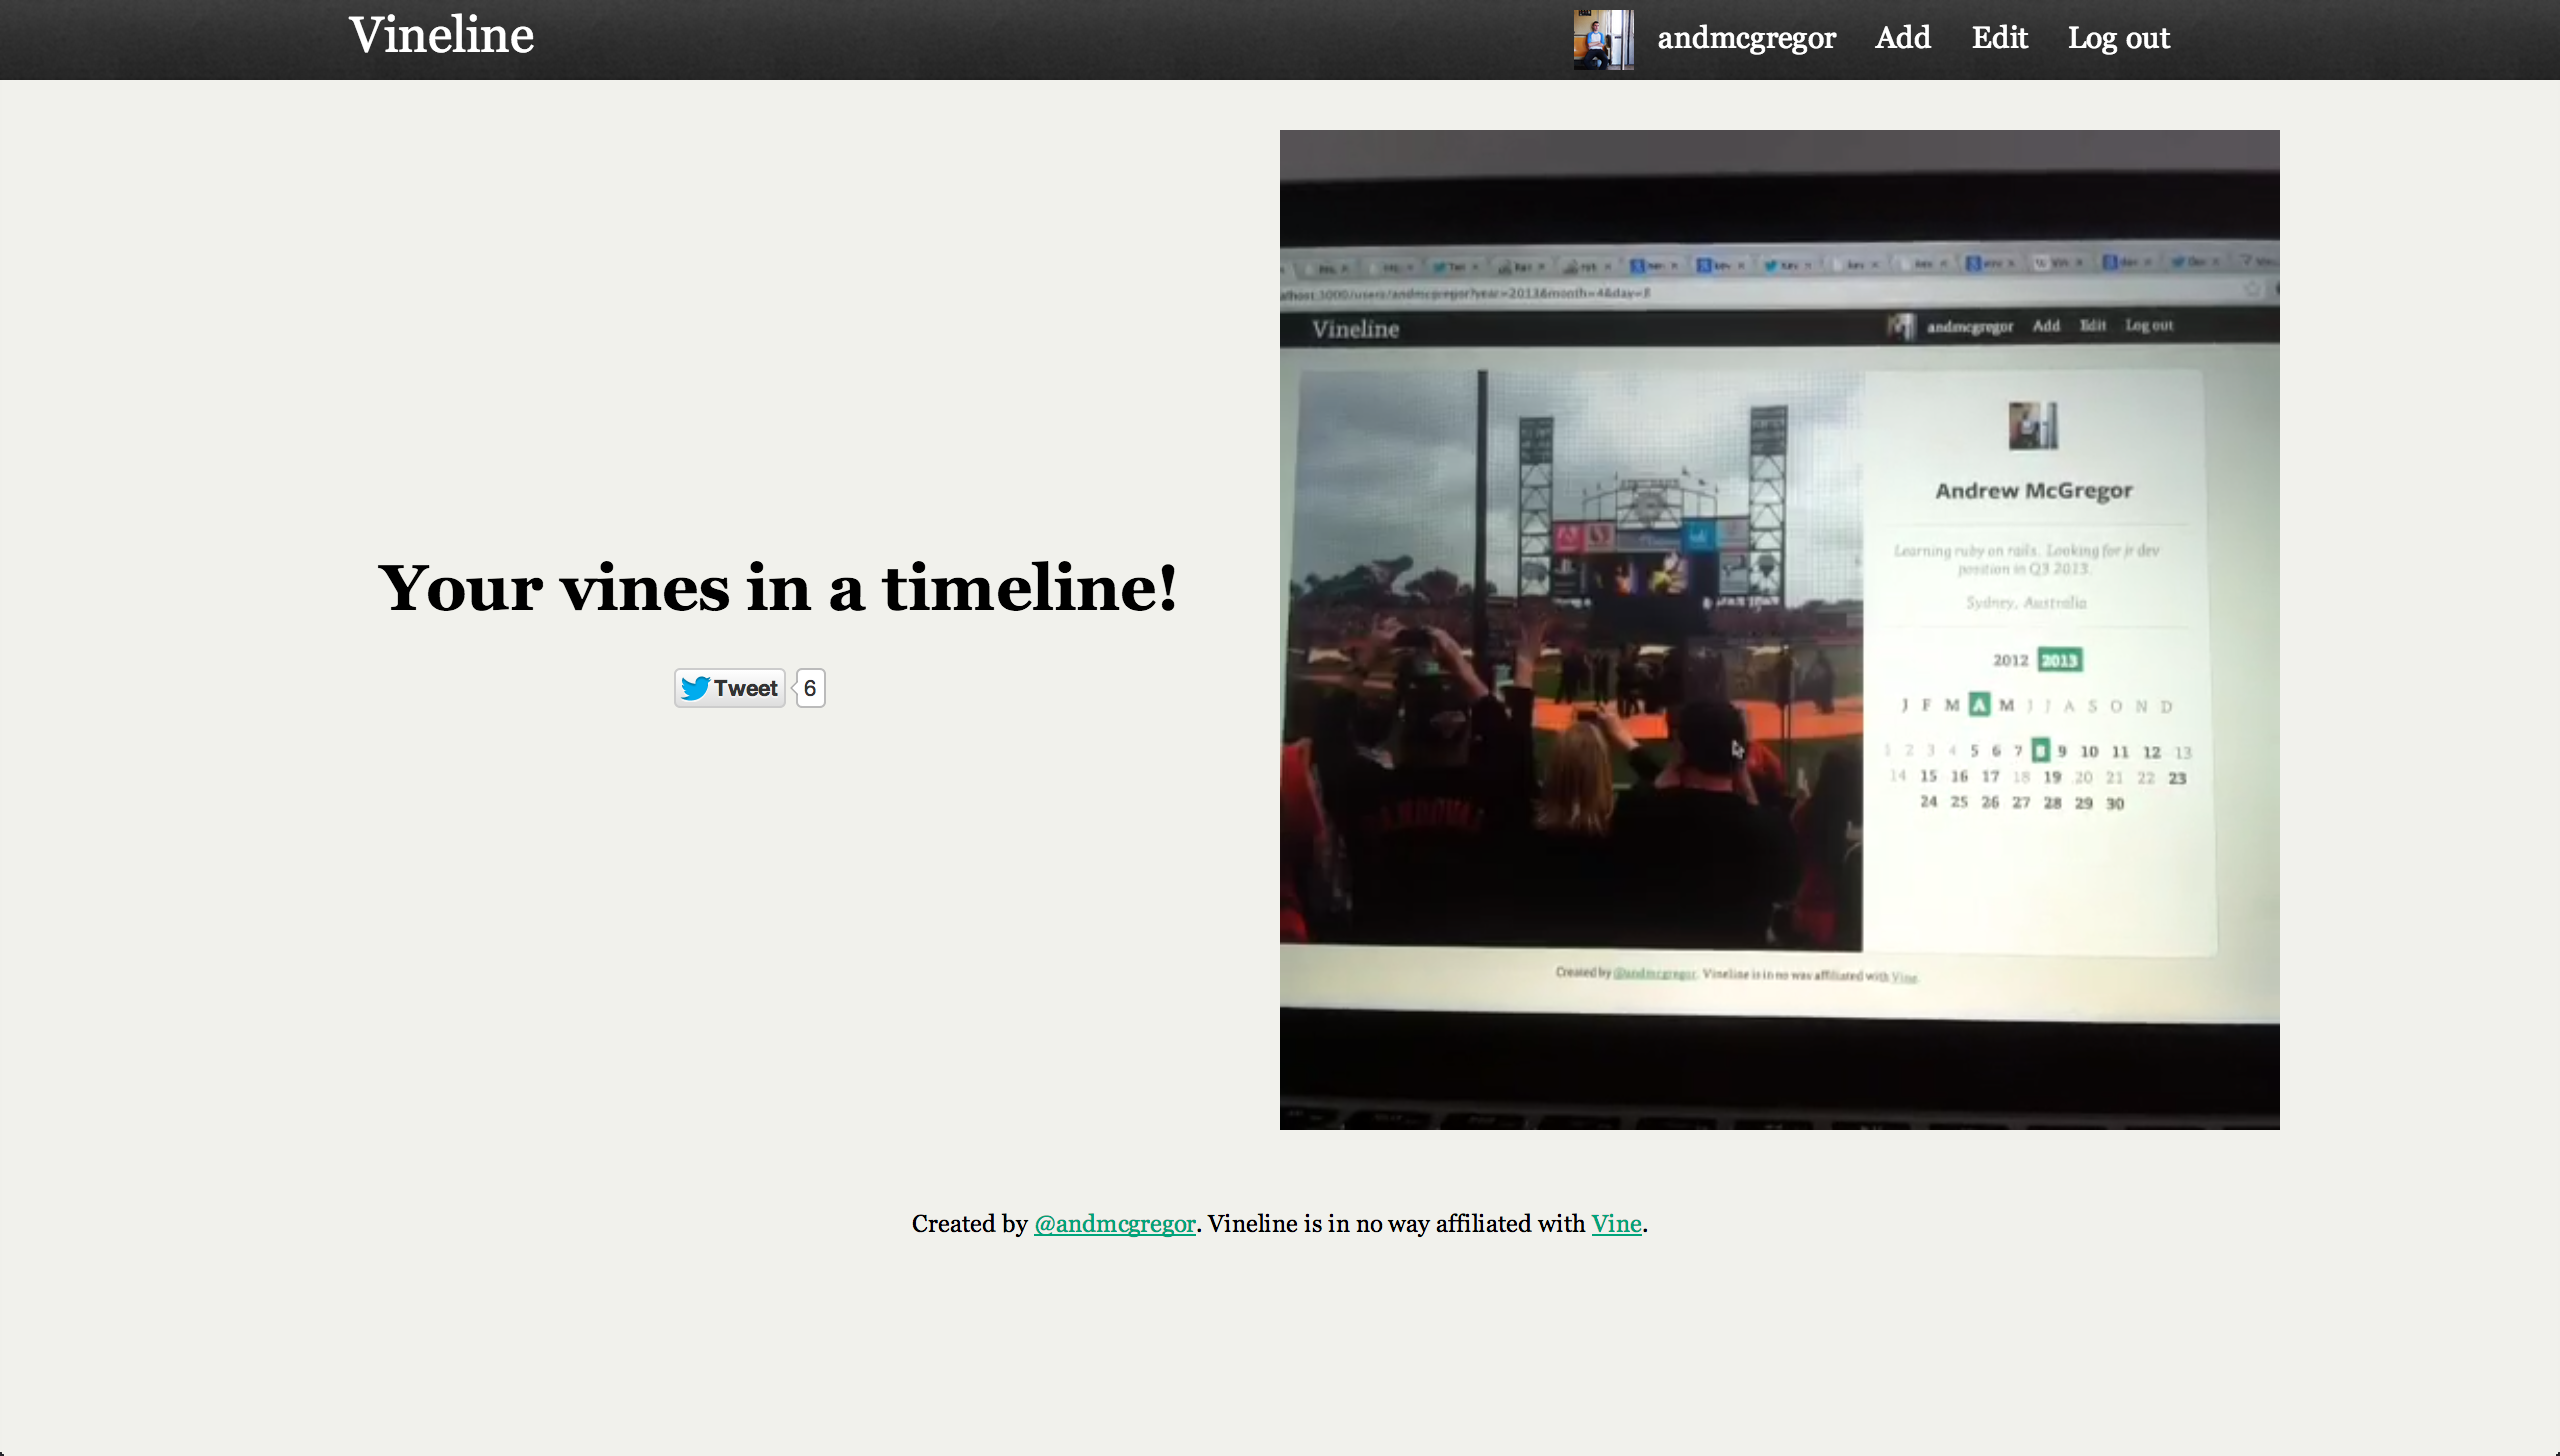 Vineline
andmcgregor Add Edit Log out
Your vines in a timeline!
Tweet 6
lhost:3000/users/andmcgregor?year=2013&month=4&day=8
Vineline
andmcgregor Add Edit Log out
Andrew McGregor
Learning ruby on rails. Looking for jr dev
position in Q3 2013.
Sydney, Australia
2012 2013
J F M A M J J A S O N D
1 2 3 4 5 6 7 8 9 10 11 12 13
14 15 16 17 18 19 20 21 22 23
24 25 26 27 28 29 30
Created by @andmcgregor. Vineline is in no was affiliated with Vine.
Created by @andmcgregor. Vineline is in no way affiliated with Vine.